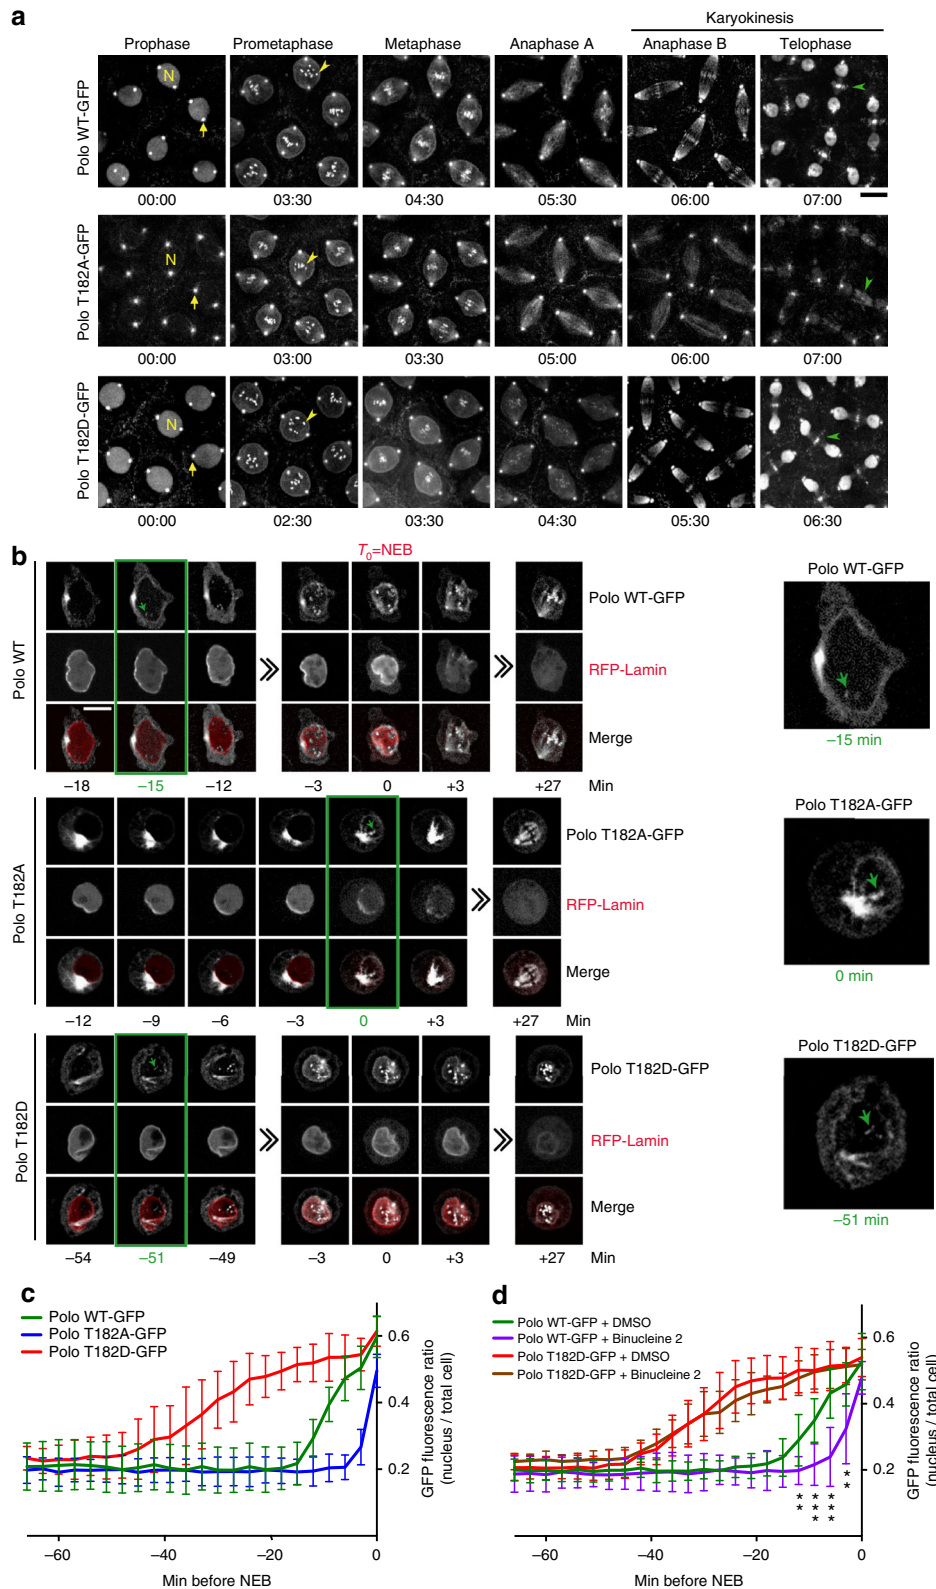 a
Karyokinesis
Prophase Prometaphase Metaphase Anaphase A Anaphase B Telophase
Polo WT-GFP
N
00:00 03:30 04:30 05:30 06:00 07:00
Polo T182A-GFP
N
00:00 03:00 03:30 05:00 06:00 07:00
Polo T182D-GFP
N
00:00 02:30 03:30 04:30 05:30 06:30
b
T0=NEB
Polo WT
Polo WT-GFP
RFP-Lamin
Merge
–18 –15 –12 –3 0 +3 +27 Min
Polo WT-GFP
–15 min
Polo T182A
Polo T182A-GFP
RFP-Lamin
Merge
–12 –9 –6 –3 0 +3 +27 Min
Polo T182A-GFP
0 min
Polo T182D
Polo T182D-GFP
RFP-Lamin
Merge
–54 –51 –49 –3 0 +3 +27 Min
Polo T182D-GFP
–51 min
c
Polo WT-GFP
Polo T182A-GFP
Polo T182D-GFP
0.6
0.4
0.2
GFP fluorescence ratio
(nucleus / total cell)
–60 –40 –20 0
Min before NEB
d
Polo WT-GFP + DMSO
Polo WT-GFP + Binucleine 2
Polo T182D-GFP + DMSO
Polo T182D-GFP + Binucleine 2
0.6
0.4
0.2
GFP fluorescence ratio
(nucleus / total cell)
** *** *** **
–60 –40 –20 0
Min before NEB